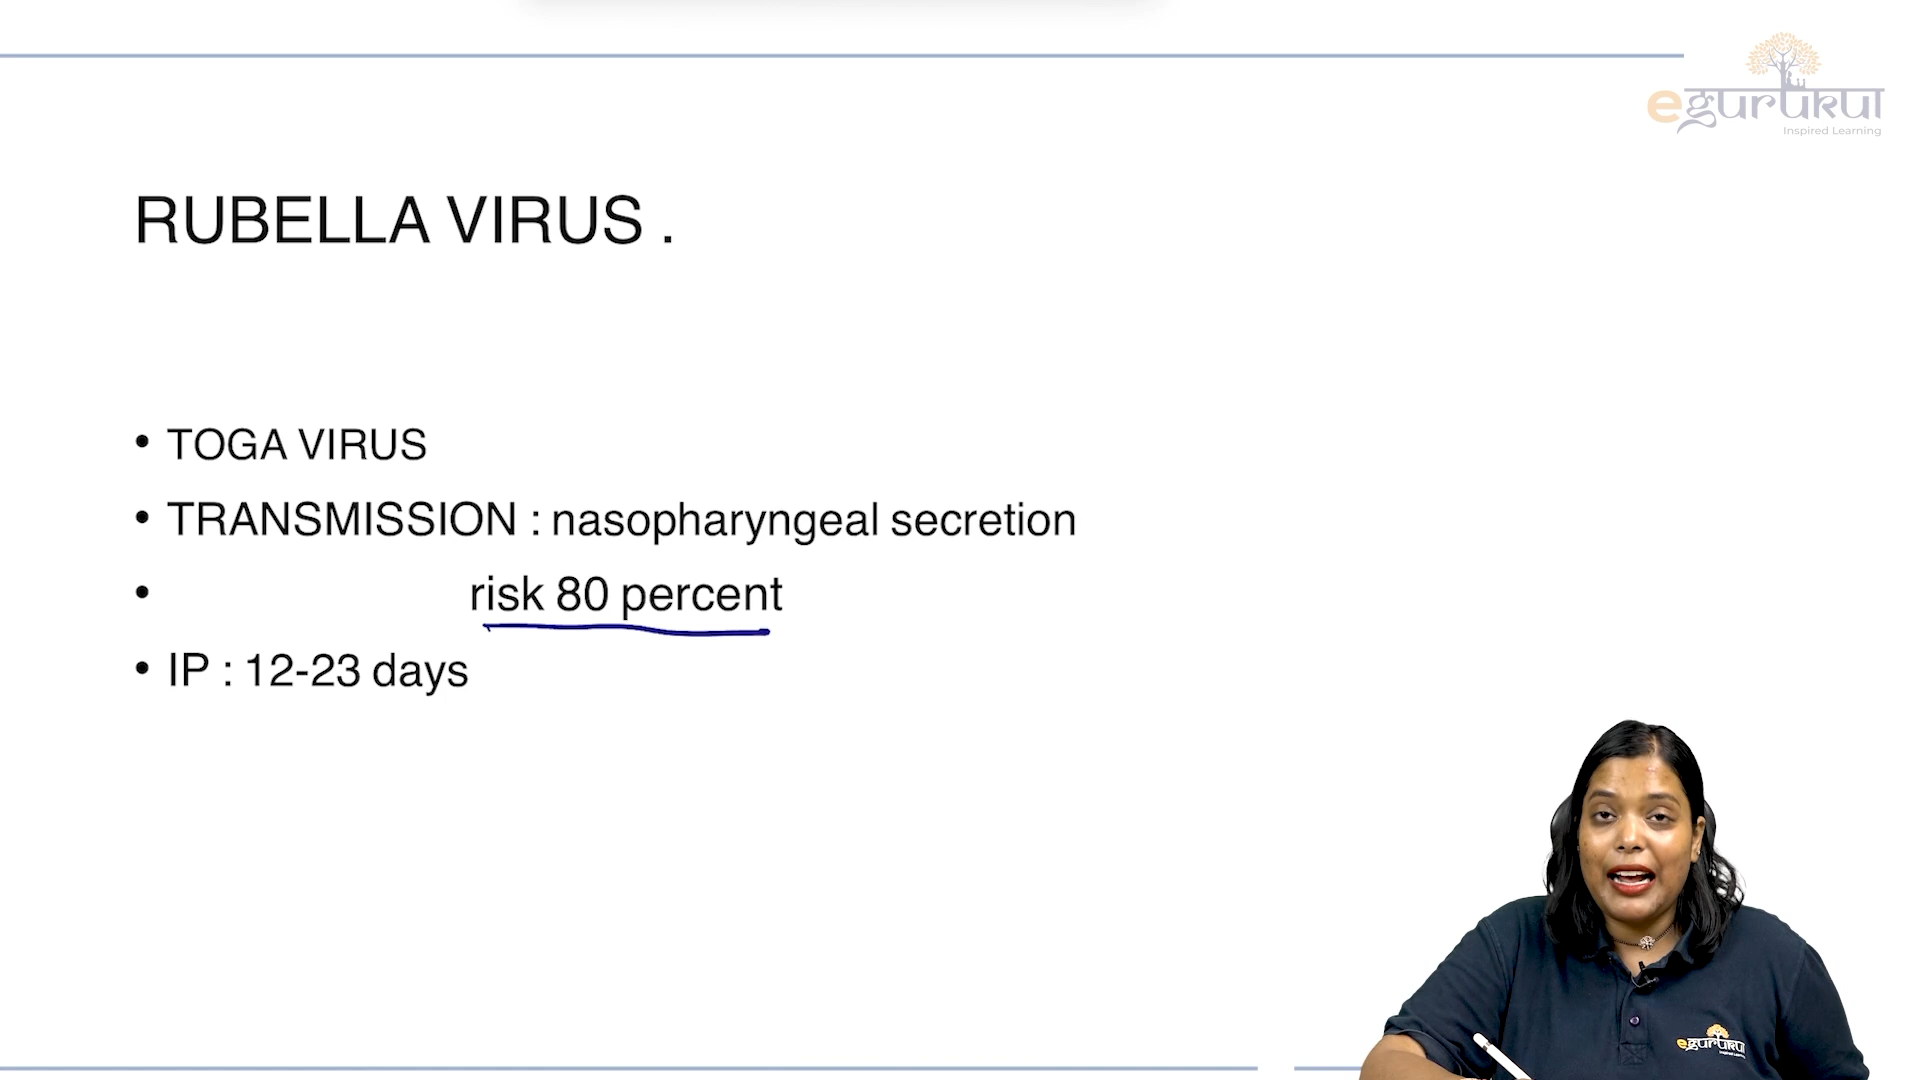 egurukul
Inspired Learning
RUBELLA VIRUS .
• TOGA VIRUS
• TRANSMISSION : nasopharyngeal secretion
• risk 80 percent
• IP : 12-23 days
egurukul